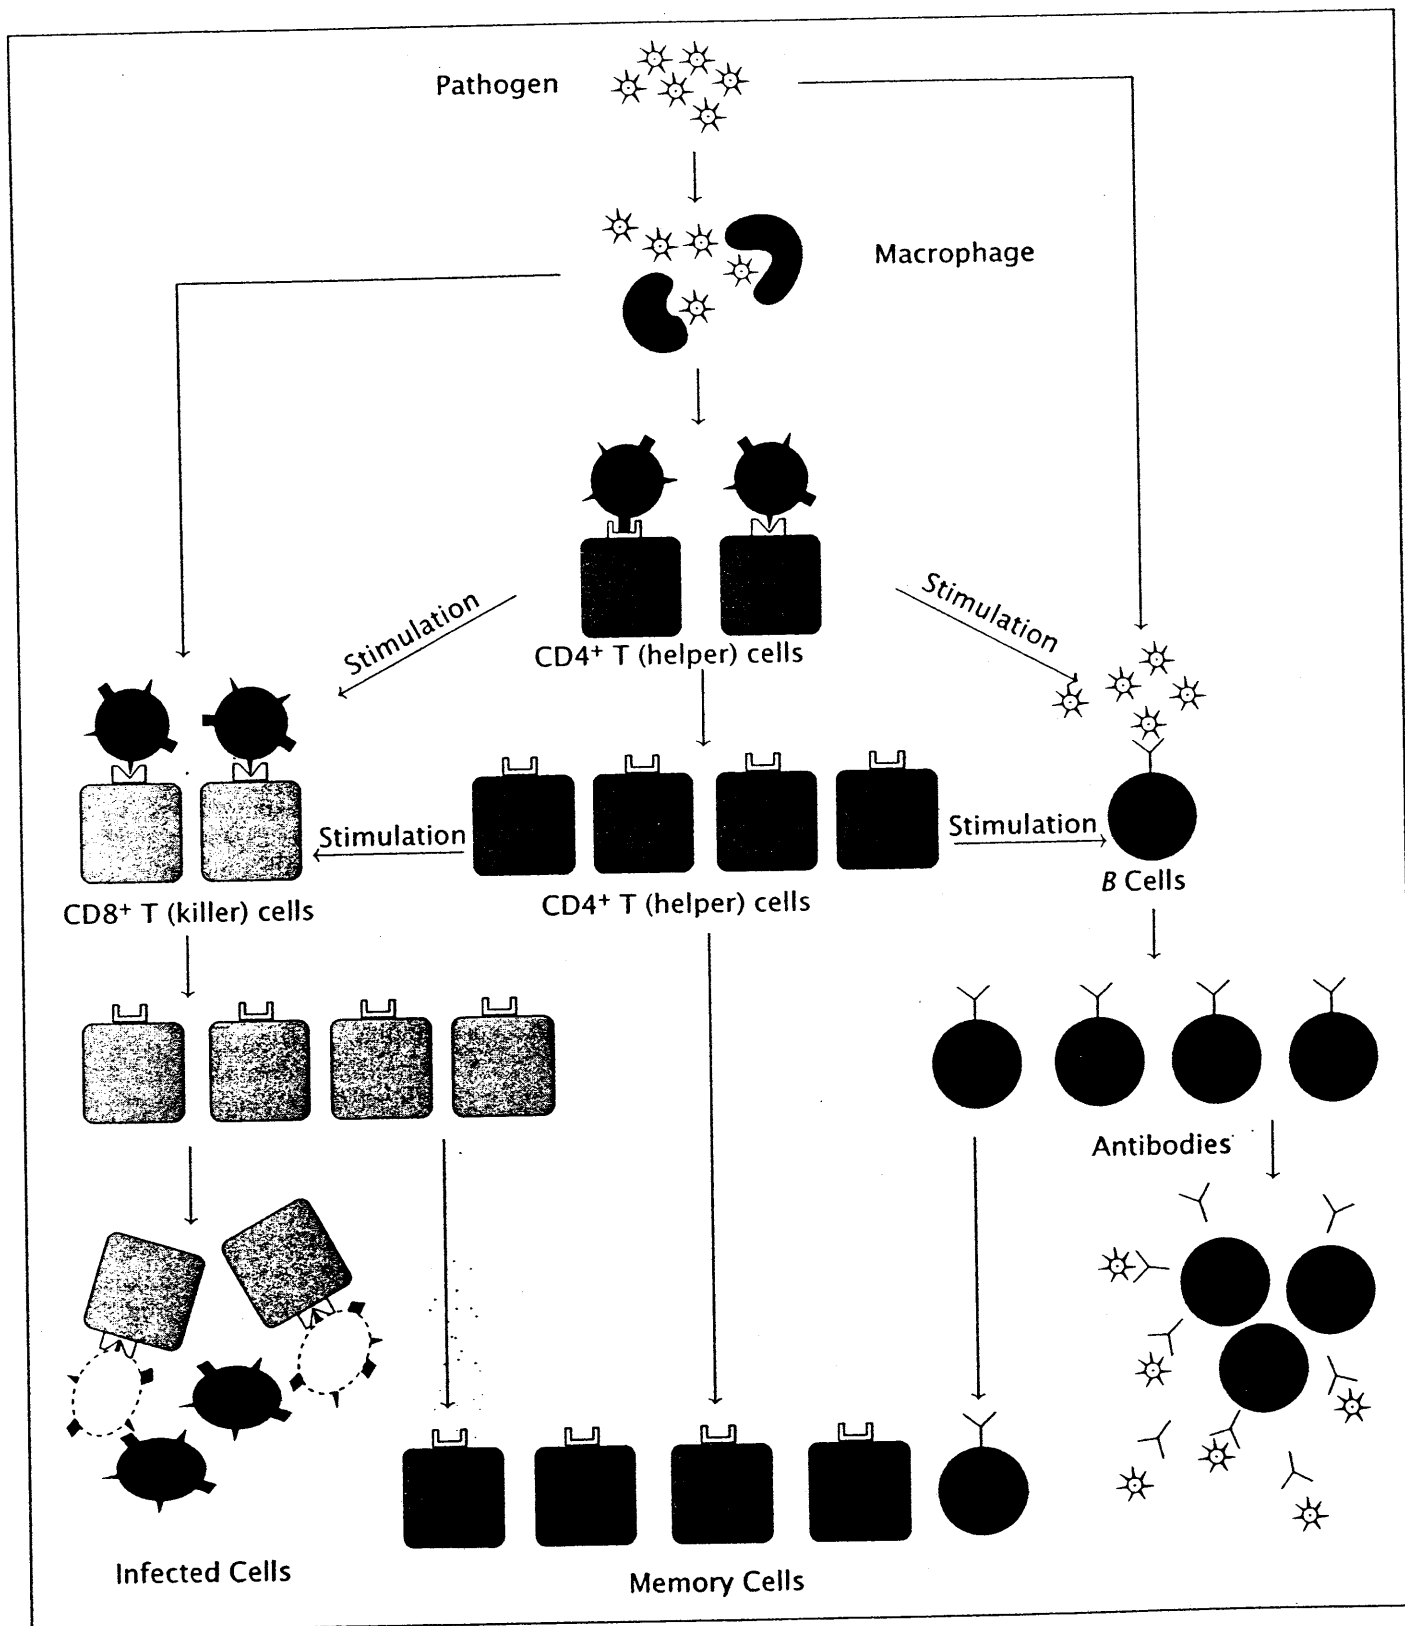 Pathogen
Macrophage
Stimulation
Stimulation
CD4+ T (helper) cells
Stimulation
Stimulation
CD8+ T (killer) cells
CD4+ T (helper) cells
B Cells
Antibodies
Infected Cells
Memory Cells